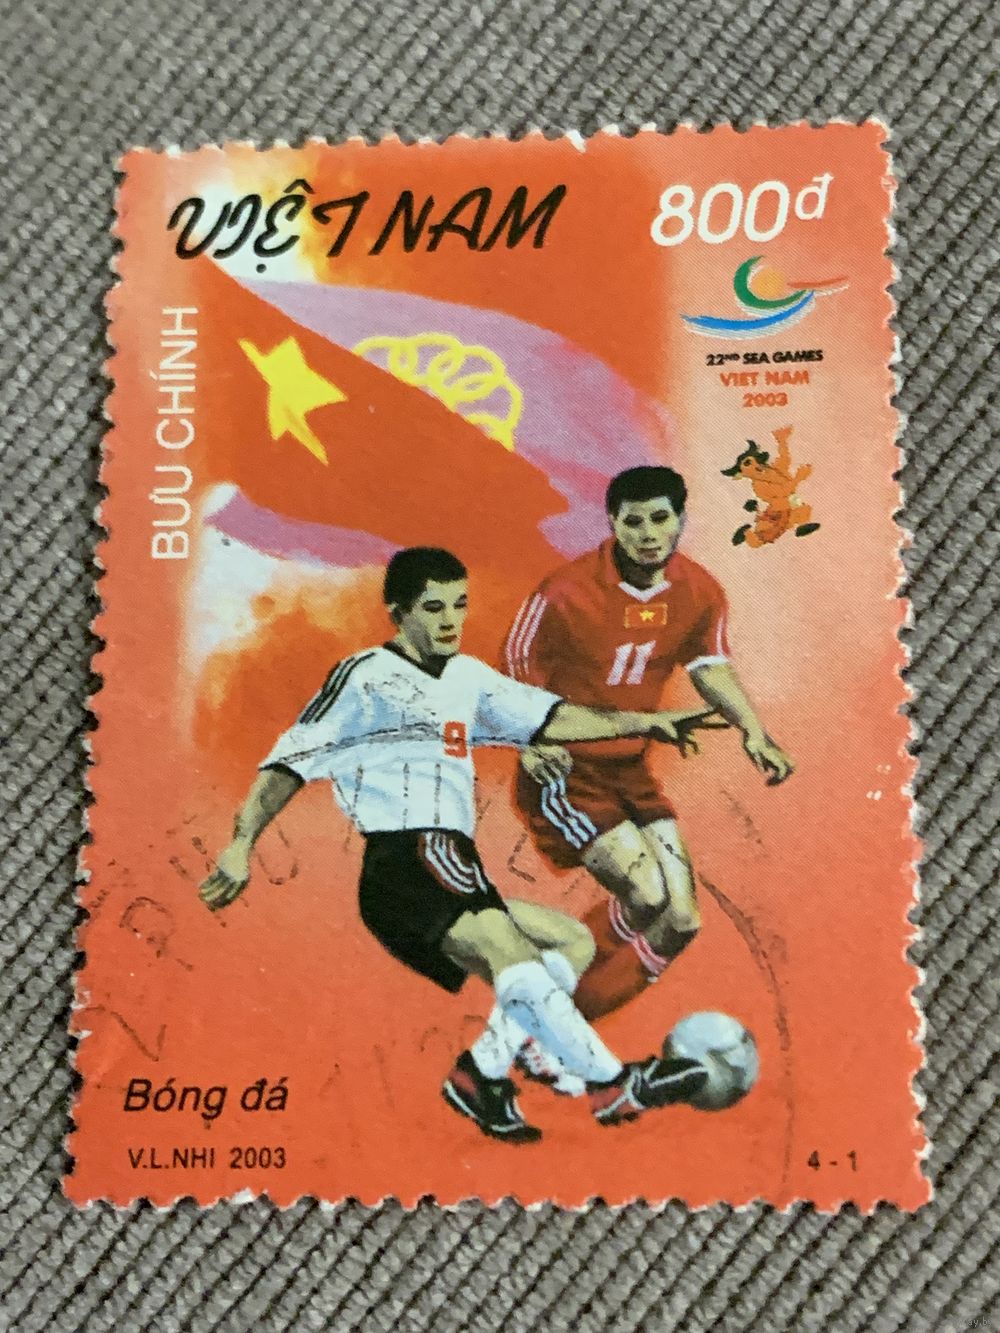 VIỆT NAM
800đ
BƯU CHÍNH
22ND SEA GAMES
VIET NAM
2003
11
9
Bóng đá
V.L.NHI 2003
4 - 1